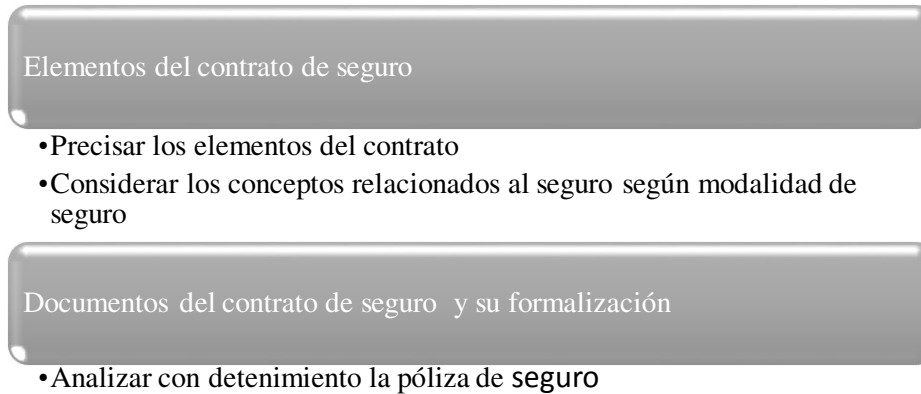 Elementos del contrato de seguro
•Precisar los elementos del contrato
•Considerar los conceptos relacionados al seguro según modalidad de
seguro
Documentos del contrato de seguro y su formalización
•Analizar con detenimiento la póliza de seguro